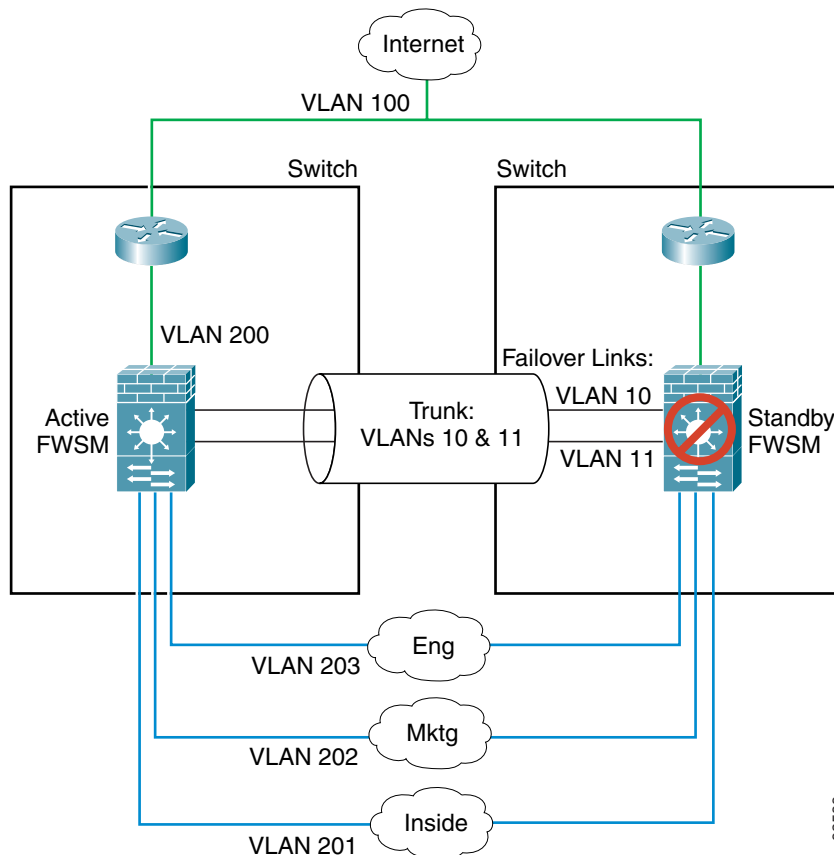 Internet
VLAN 100
Switch
Switch
VLAN 200
Failover Links:
VLAN 10
Active
FWSM
Trunk:
VLANs 10 & 11
Standby
FWSM
VLAN 11
Eng
VLAN 203
Mktg
VLAN 202
Inside
VLAN 201